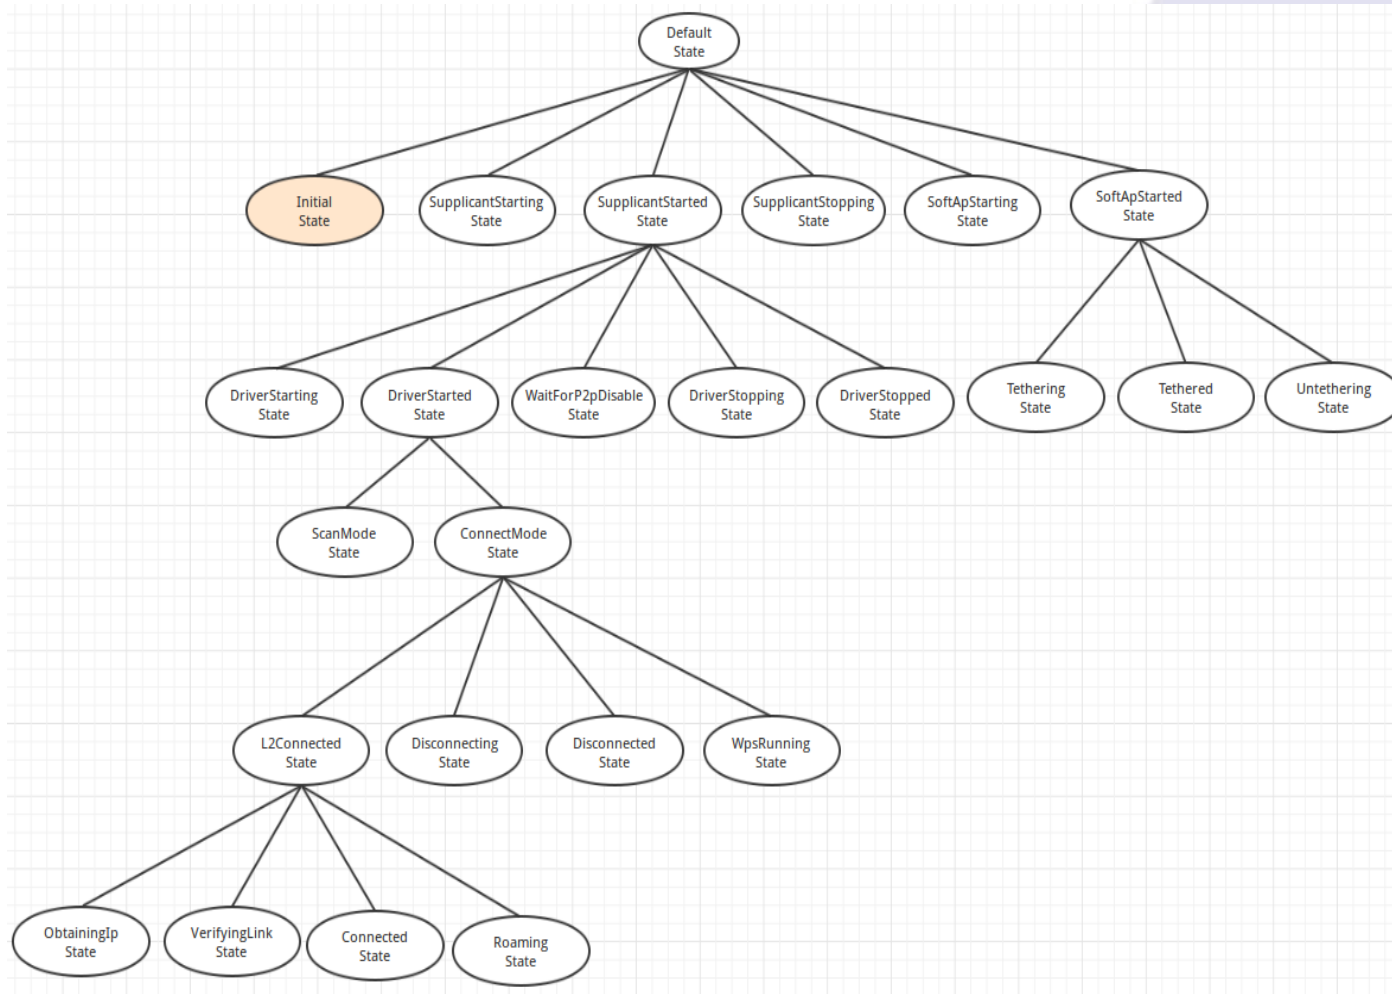 Default
State
Initial
State
SupplicantStarting
State
SupplicantStarted
State
SupplicantStopping
State
SoftApStarting
State
SoftApStarted
State
DriverStarting
State
DriverStarted
State
WaitForP2pDisable
State
DriverStopping
State
DriverStopped
State
Tethering
State
Tethered
State
Untethering
State
ScanMode
State
ConnectMode
State
L2Connected
State
Disconnecting
State
Disconnected
State
WpsRunning
State
ObtainingIp
State
VerifyingLink
State
Connected
State
Roaming
State